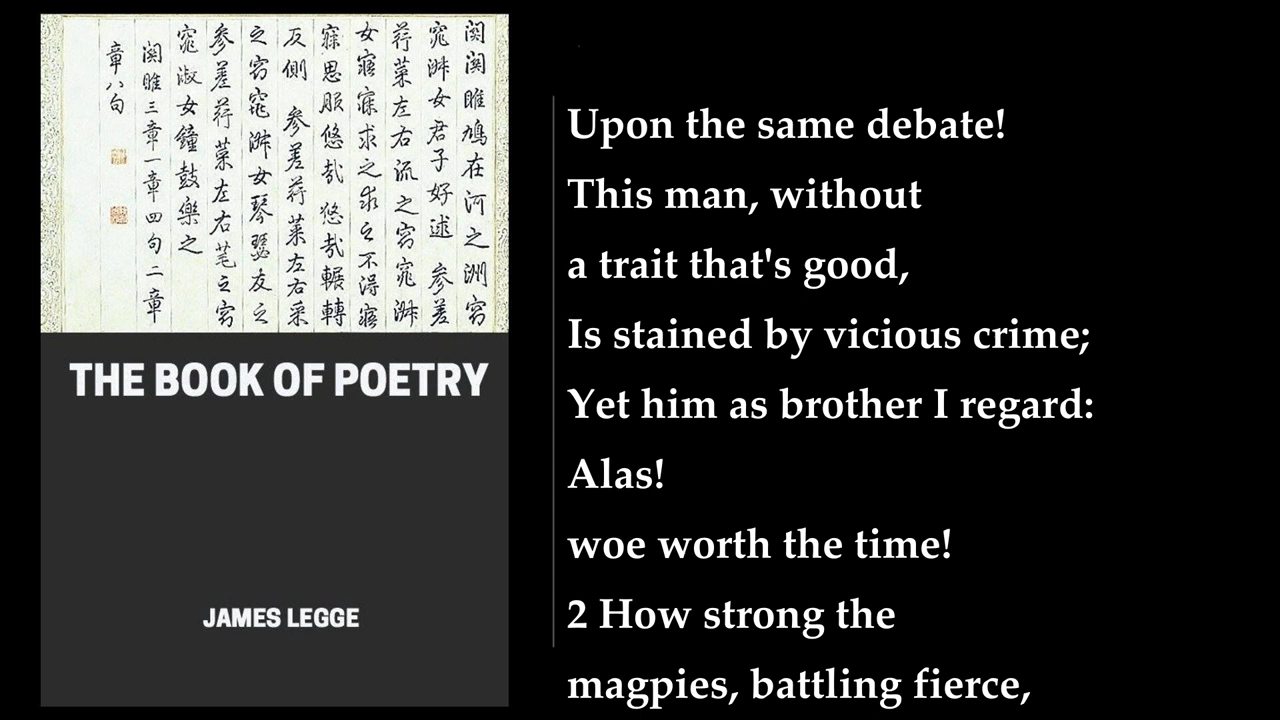 关关雎鳩在河之洲窈
窕淑女君子好逑 参差
荇菜左右流之窈窕淑
女寤寐求之求之不得寤
寐思服悠哉悠哉輾轉
反側 参差荇菜左右采
之窈窕淑女琴瑟友之
参差荇菜左右芼之窈
窕淑女鐘鼓樂之
关雎三章一章四句二章
章八句
THE BOOK OF POETRY
JAMES LEGGE
Upon the same debate!
This man, without
a trait that's good,
Is stained by vicious crime;
Yet him as brother I regard:
Alas!
woe worth the time!
2 How strong the
magpies, battling fierce,